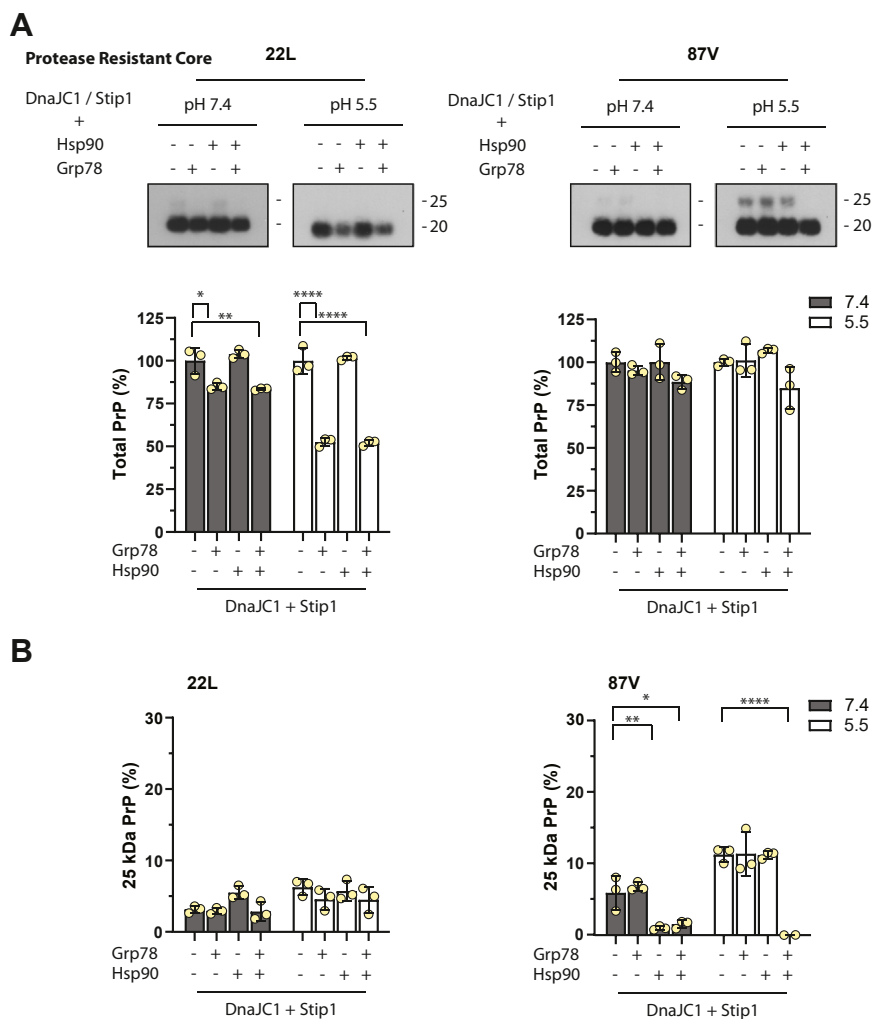 A
Protease Resistant Core
22L
87V
DnaJC1 / Stip1
+
pH 7.4
pH 5.5
DnaJC1 / Stip1
+
pH 7.4
pH 5.5
Hsp90
- - + +
- - + +
Hsp90
- - + +
- - + +
Grp78
- + - +
- + - +
Grp78
- + - +
- + - +
-
- 25
-
- 25
-
- 20
-
- 20
7.4
5.5
*
**
****
****
Total PrP (%)
125
100
75
50
25
0
Grp78
- + - + - + - +
Hsp90
- - + + - - + +
DnaJC1 + Stip1
Total PrP (%)
125
100
75
50
25
0
Grp78
- + - + - + - +
Hsp90
- - + + - - + +
DnaJC1 + Stip1
B
22L
25 kDa PrP (%)
30
20
10
0
Grp78
- + - + - + - +
Hsp90
- - + + - - + +
DnaJC1 + Stip1
87V
7.4
5.5
*
**
****
25 kDa PrP (%)
30
20
10
0
Grp78
- + - + - + - +
Hsp90
- - + + - - + +
DnaJC1 + Stip1